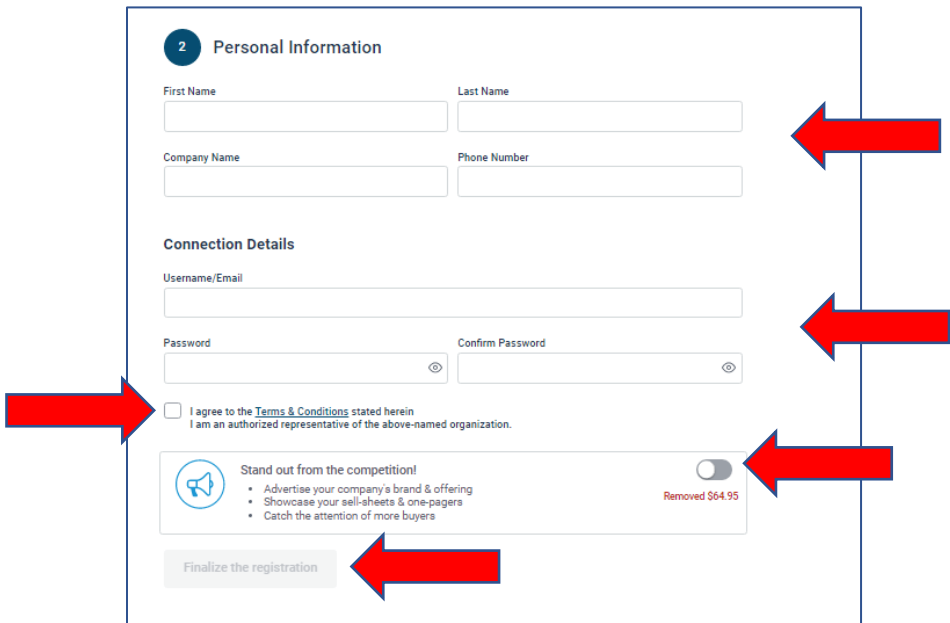 2 Personal Information
First Name Last Name
Company Name Phone Number
Connection Details
Username/Email
Password Confirm Password
I agree to the Terms & Conditions stated herein
I am an authorized representative of the above-named organization.
Stand out from the competition!
• Advertise your company's brand & offering
• Showcase your sell-sheets & one-pagers
• Catch the attention of more buyers
Removed $64.95
Finalize the registration